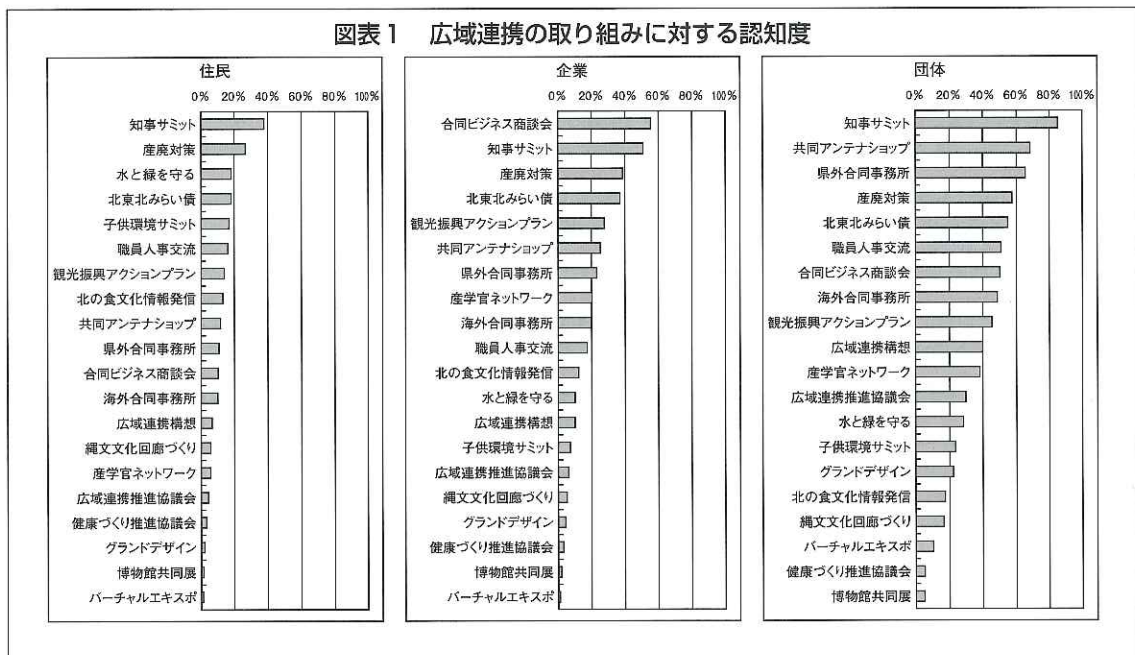 図表1 広域連携の取り組みに対する認知度
住民
0% 20% 40% 60% 80% 100%
知事サミット
産廃対策
水と緑を守る
北東北みらい債
子供環境サミット
職員人事交流
観光振興アクションプラン
北の食文化情報発信
共同アンテナショップ
県外合同事務所
合同ビジネス商談会
海外合同事務所
広域連携構想
縄文文化回廊づくり
産学官ネットワーク
広域連携推進協議会
健康づくり推進協議会
グランドデザイン
博物館共同展
バーチャルエキスポ
企業
0% 20% 40% 60% 80% 100%
合同ビジネス商談会
知事サミット
産廃対策
北東北みらい債
観光振興アクションプラン
共同アンテナショップ
県外合同事務所
産学官ネットワーク
海外合同事務所
職員人事交流
北の食文化情報発信
水と緑を守る
広域連携構想
子供環境サミット
広域連携推進協議会
縄文文化回廊づくり
グランドデザイン
健康づくり推進協議会
博物館共同展
バーチャルエキスポ
団体
0% 20% 40% 60% 80% 100%
知事サミット
共同アンテナショップ
県外合同事務所
産廃対策
北東北みらい債
職員人事交流
合同ビジネス商談会
海外合同事務所
観光振興アクションプラン
広域連携構想
産学官ネットワーク
広域連携推進協議会
水と緑を守る
子供環境サミット
グランドデザイン
北の食文化情報発信
縄文文化回廊づくり
バーチャルエキスポ
健康づくり推進協議会
博物館共同展